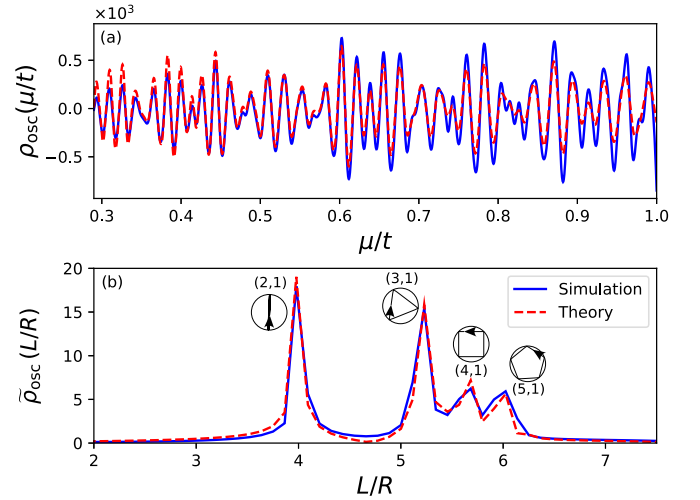 ×10³
(a)
0.5
0.0
−0.5
ρosc(μ/t)
0.3 0.4 0.5 0.6 0.7 0.8 0.9 1.0
μ/t
(b)
20
15
10
5
0
ρ̃osc(L/R)
(2,1)
(3,1)
(4,1)
(5,1)
Simulation
Theory
2 3 4 5 6 7
L/R